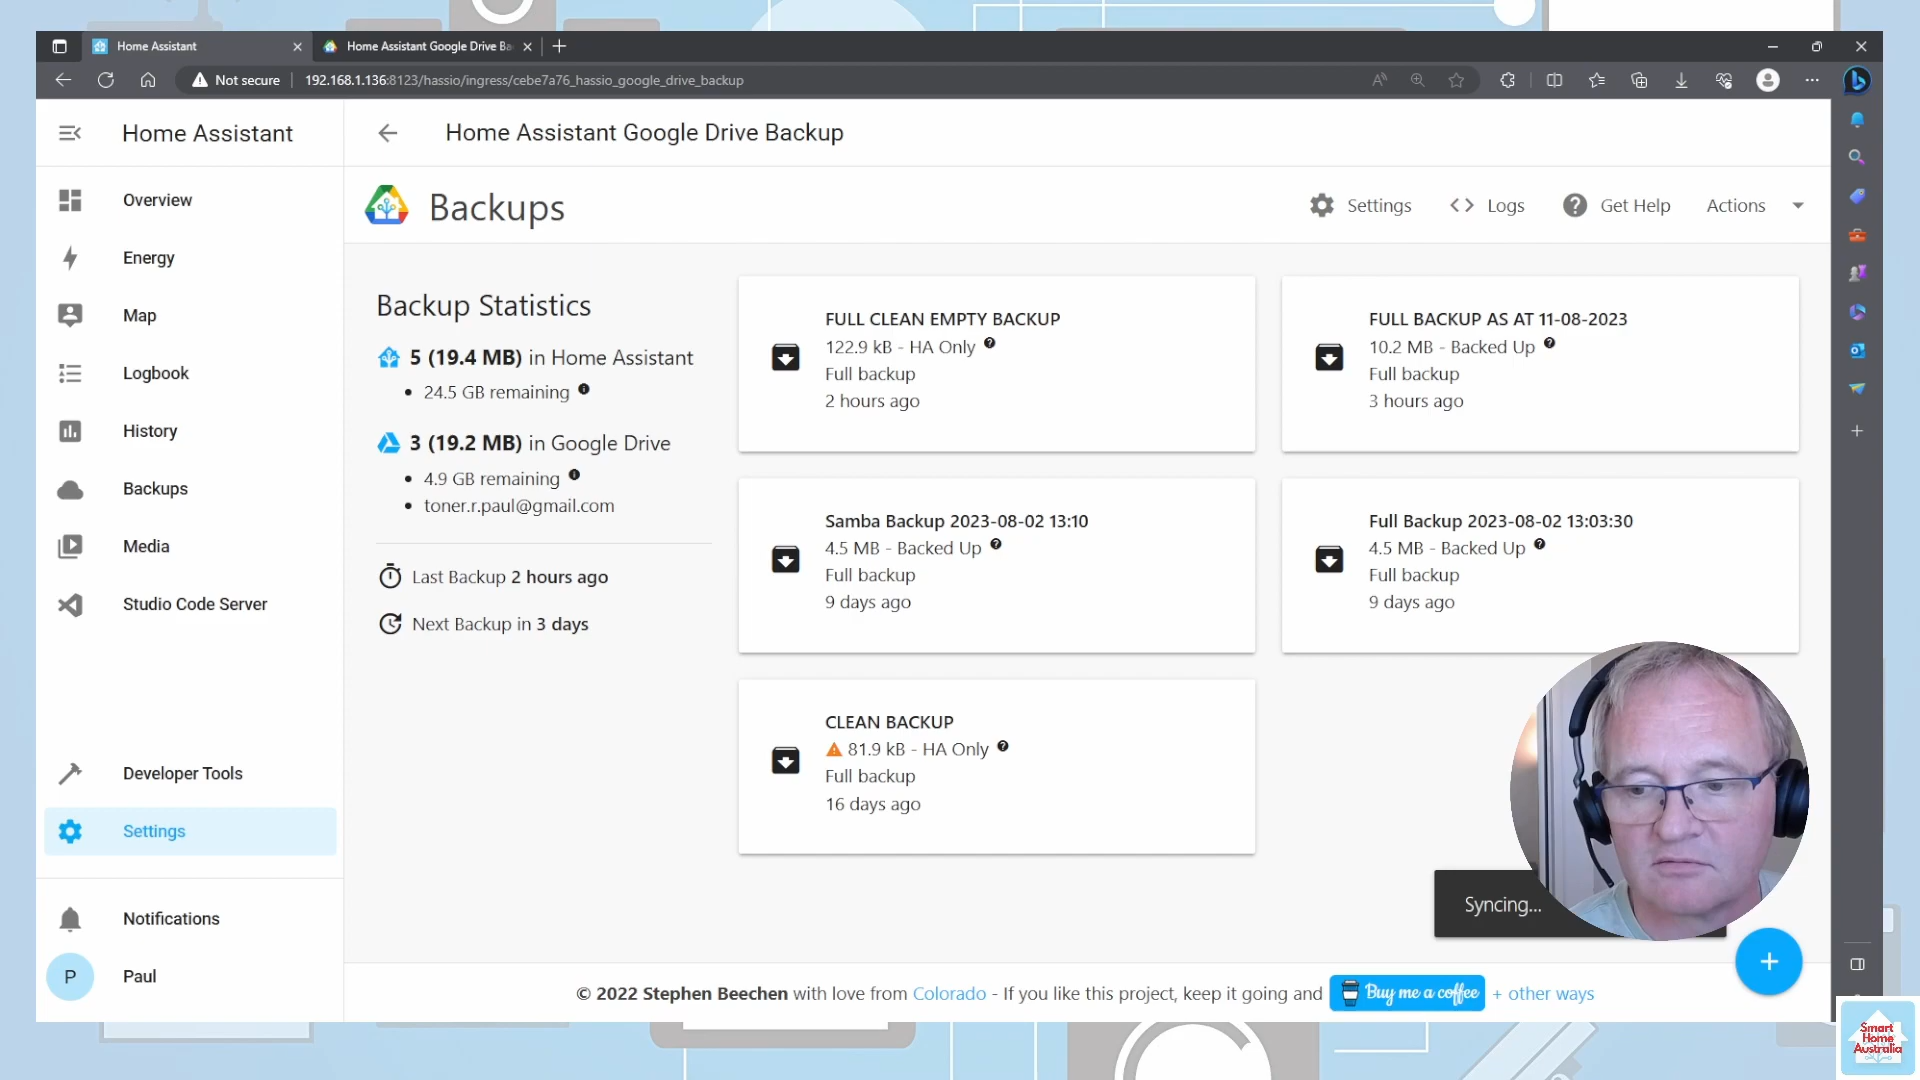 Home Assistant
Home Assistant Google Drive Ba
Not secure
192.168.1.136:8123/hassio/ingress/cebe7a76_hassio_google_drive_backup
Home Assistant
Home Assistant Google Drive Backup
Overview
Energy
Map
Logbook
History
Backups
Media
Studio Code Server
Developer Tools
Settings
Notifications
P
Paul
Backups
Settings
Logs
Get Help
Actions
Backup Statistics
5 (19.4 MB) in Home Assistant
24.5 GB remaining
3 (19.2 MB) in Google Drive
4.9 GB remaining
toner.r.paul@gmail.com
Last Backup 2 hours ago
Next Backup in 3 days
FULL CLEAN EMPTY BACKUP
122.9 kB - HA Only
Full backup
2 hours ago
FULL BACKUP AS AT 11-08-2023
10.2 MB - Backed Up
Full backup
3 hours ago
Samba Backup 2023-08-02 13:10
4.5 MB - Backed Up
Full backup
9 days ago
Full Backup 2023-08-02 13:03:30
4.5 MB - Backed Up
Full backup
9 days ago
CLEAN BACKUP
81.9 kB - HA Only
Full backup
16 days ago
Syncing...
© 2022 Stephen Beechen with love from Colorado - If you like this project, keep it going and Buy me a coffee + other ways
Smart
Home
Australia